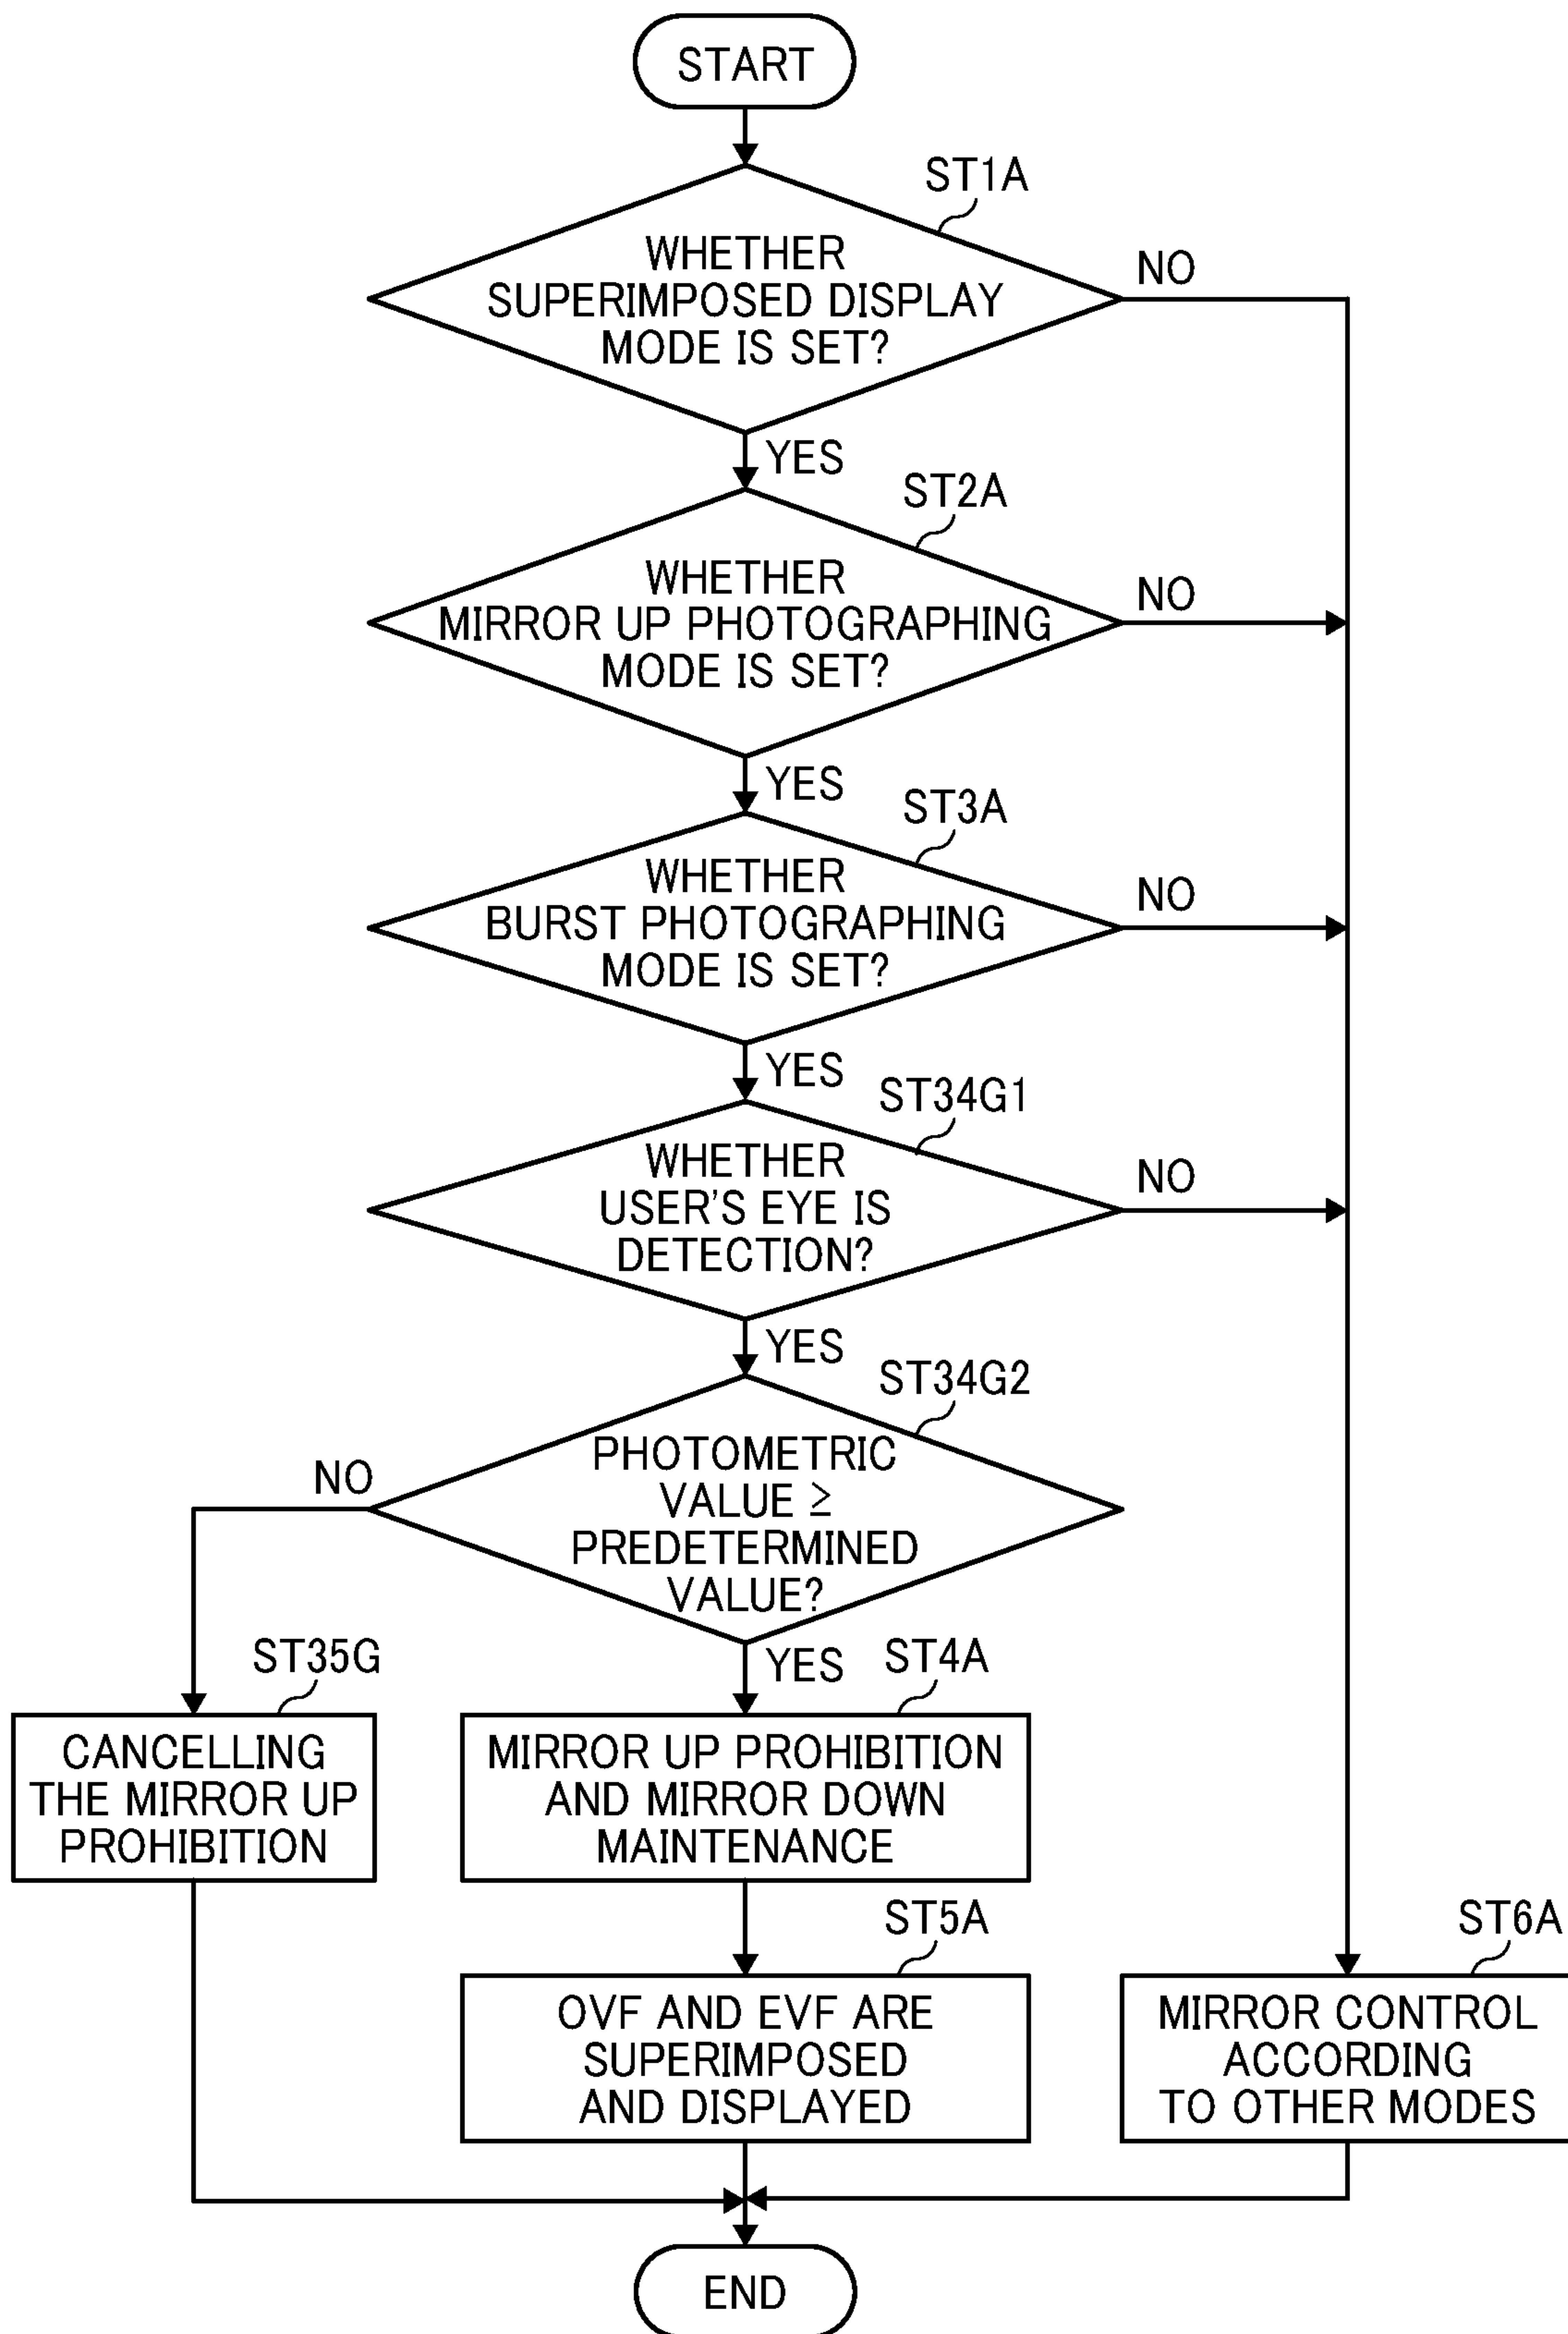 START
ST1A
WHETHER
SUPERIMPOSED DISPLAY
MODE IS SET?
NO
YES
ST2A
WHETHER
MIRROR UP PHOTOGRAPHING
MODE IS SET?
NO
YES
ST3A
WHETHER
BURST PHOTOGRAPHING
MODE IS SET?
NO
YES
ST34G1
WHETHER
USER'S EYE IS
DETECTION?
NO
YES
ST34G2
PHOTOMETRIC
VALUE ≥
PREDETERMINED
VALUE?
NO
YES
ST35G
CANCELLING
THE MIRROR UP
PROHIBITION
ST4A
MIRROR UP PROHIBITION
AND MIRROR DOWN
MAINTENANCE
ST5A
OVF AND EVF ARE
SUPERIMPOSED
AND DISPLAYED
ST6A
MIRROR CONTROL
ACCORDING
TO OTHER MODES
END